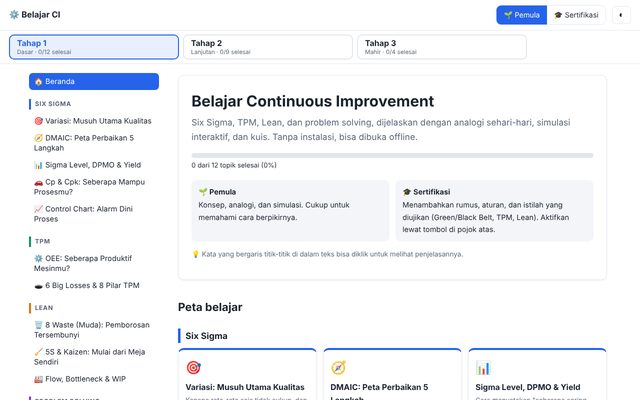 ⚙️ Belajar CI
🌱 Pemula
🎓 Sertifikasi
Tahap 1
Dasar · 0/12 selesai
Tahap 2
Lanjutan · 0/9 selesai
Tahap 3
Mahir · 0/4 selesai
🏠 Beranda
SIX SIGMA
🎯 Variasi: Musuh Utama Kualitas
🧭 DMAIC: Peta Perbaikan 5
Langkah
📊 Sigma Level, DPMO & Yield
🚗 Cp & Cpk: Seberapa Mampu
Prosesmu?
📈 Control Chart: Alarm Dini
Proses
TPM
⚙️ OEE: Seberapa Produktif
Mesinmu?
🕳️ 6 Big Losses & 8 Pilar TPM
LEAN
🗑️ 8 Waste (Muda): Pemborosan
Tersembunyi
🧹 5S & Kaizen: Mulai dari Meja
Sendiri
🏭 Flow, Bottleneck & WIP
Belajar Continuous Improvement
Six Sigma, TPM, Lean, dan problem solving, dijelaskan dengan analogi sehari-hari, simulasi
interaktif, dan kuis. Tanpa instalasi, bisa dibuka offline.
0 dari 12 topik selesai (0%)
🌱 Pemula
Konsep, analogi, dan simulasi. Cukup untuk
memahami cara berpikirnya.
🎓 Sertifikasi
Menambahkan rumus, aturan, dan istilah yang
diujikan (Green/Black Belt, TPM, Lean). Aktifkan
lewat tombol di pojok atas.
💡 Kata yang bergaris titik-titik di dalam teks bisa diklik untuk melihat penjelasannya.
Peta belajar
Six Sigma
🎯
Variasi: Musuh Utama Kualitas
🧭
DMAIC: Peta Perbaikan 5
Langkah
📊
Sigma Level, DPMO & Yield